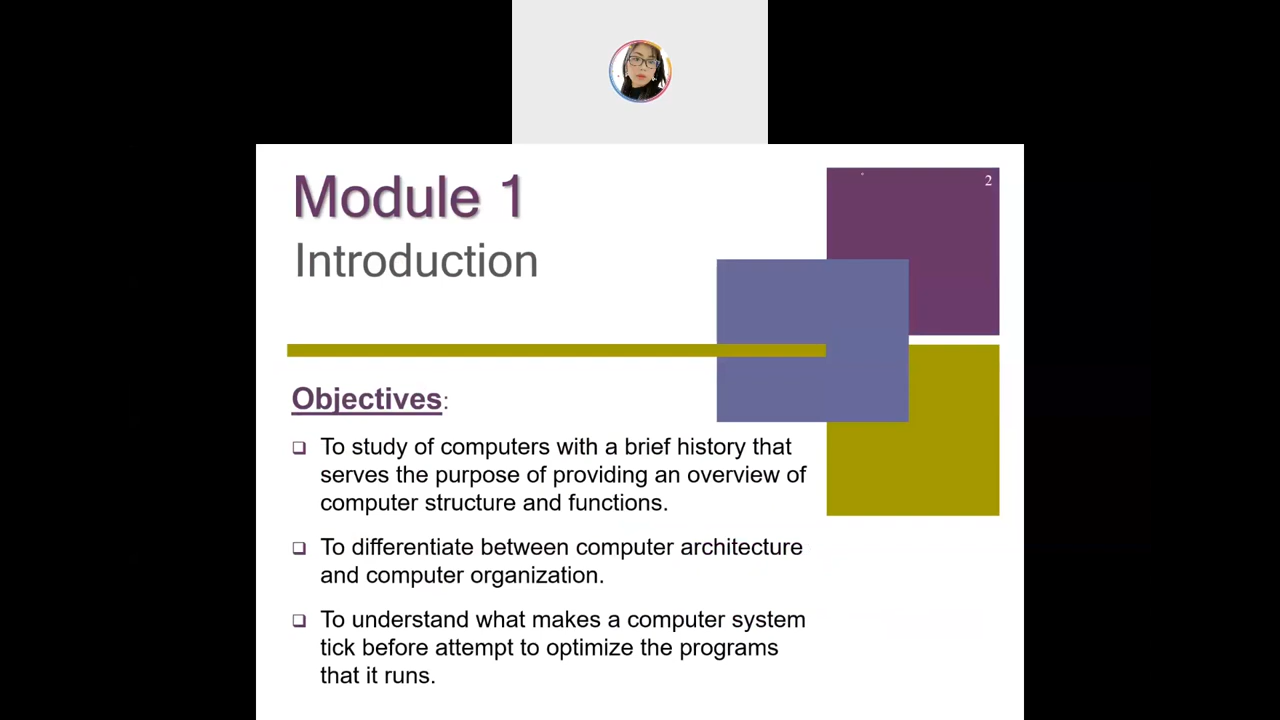 2
Module 1
Introduction
Objectives:
To study of computers with a brief history that
serves the purpose of providing an overview of
computer structure and functions.
To differentiate between computer architecture
and computer organization.
To understand what makes a computer system
tick before attempt to optimize the programs
that it runs.